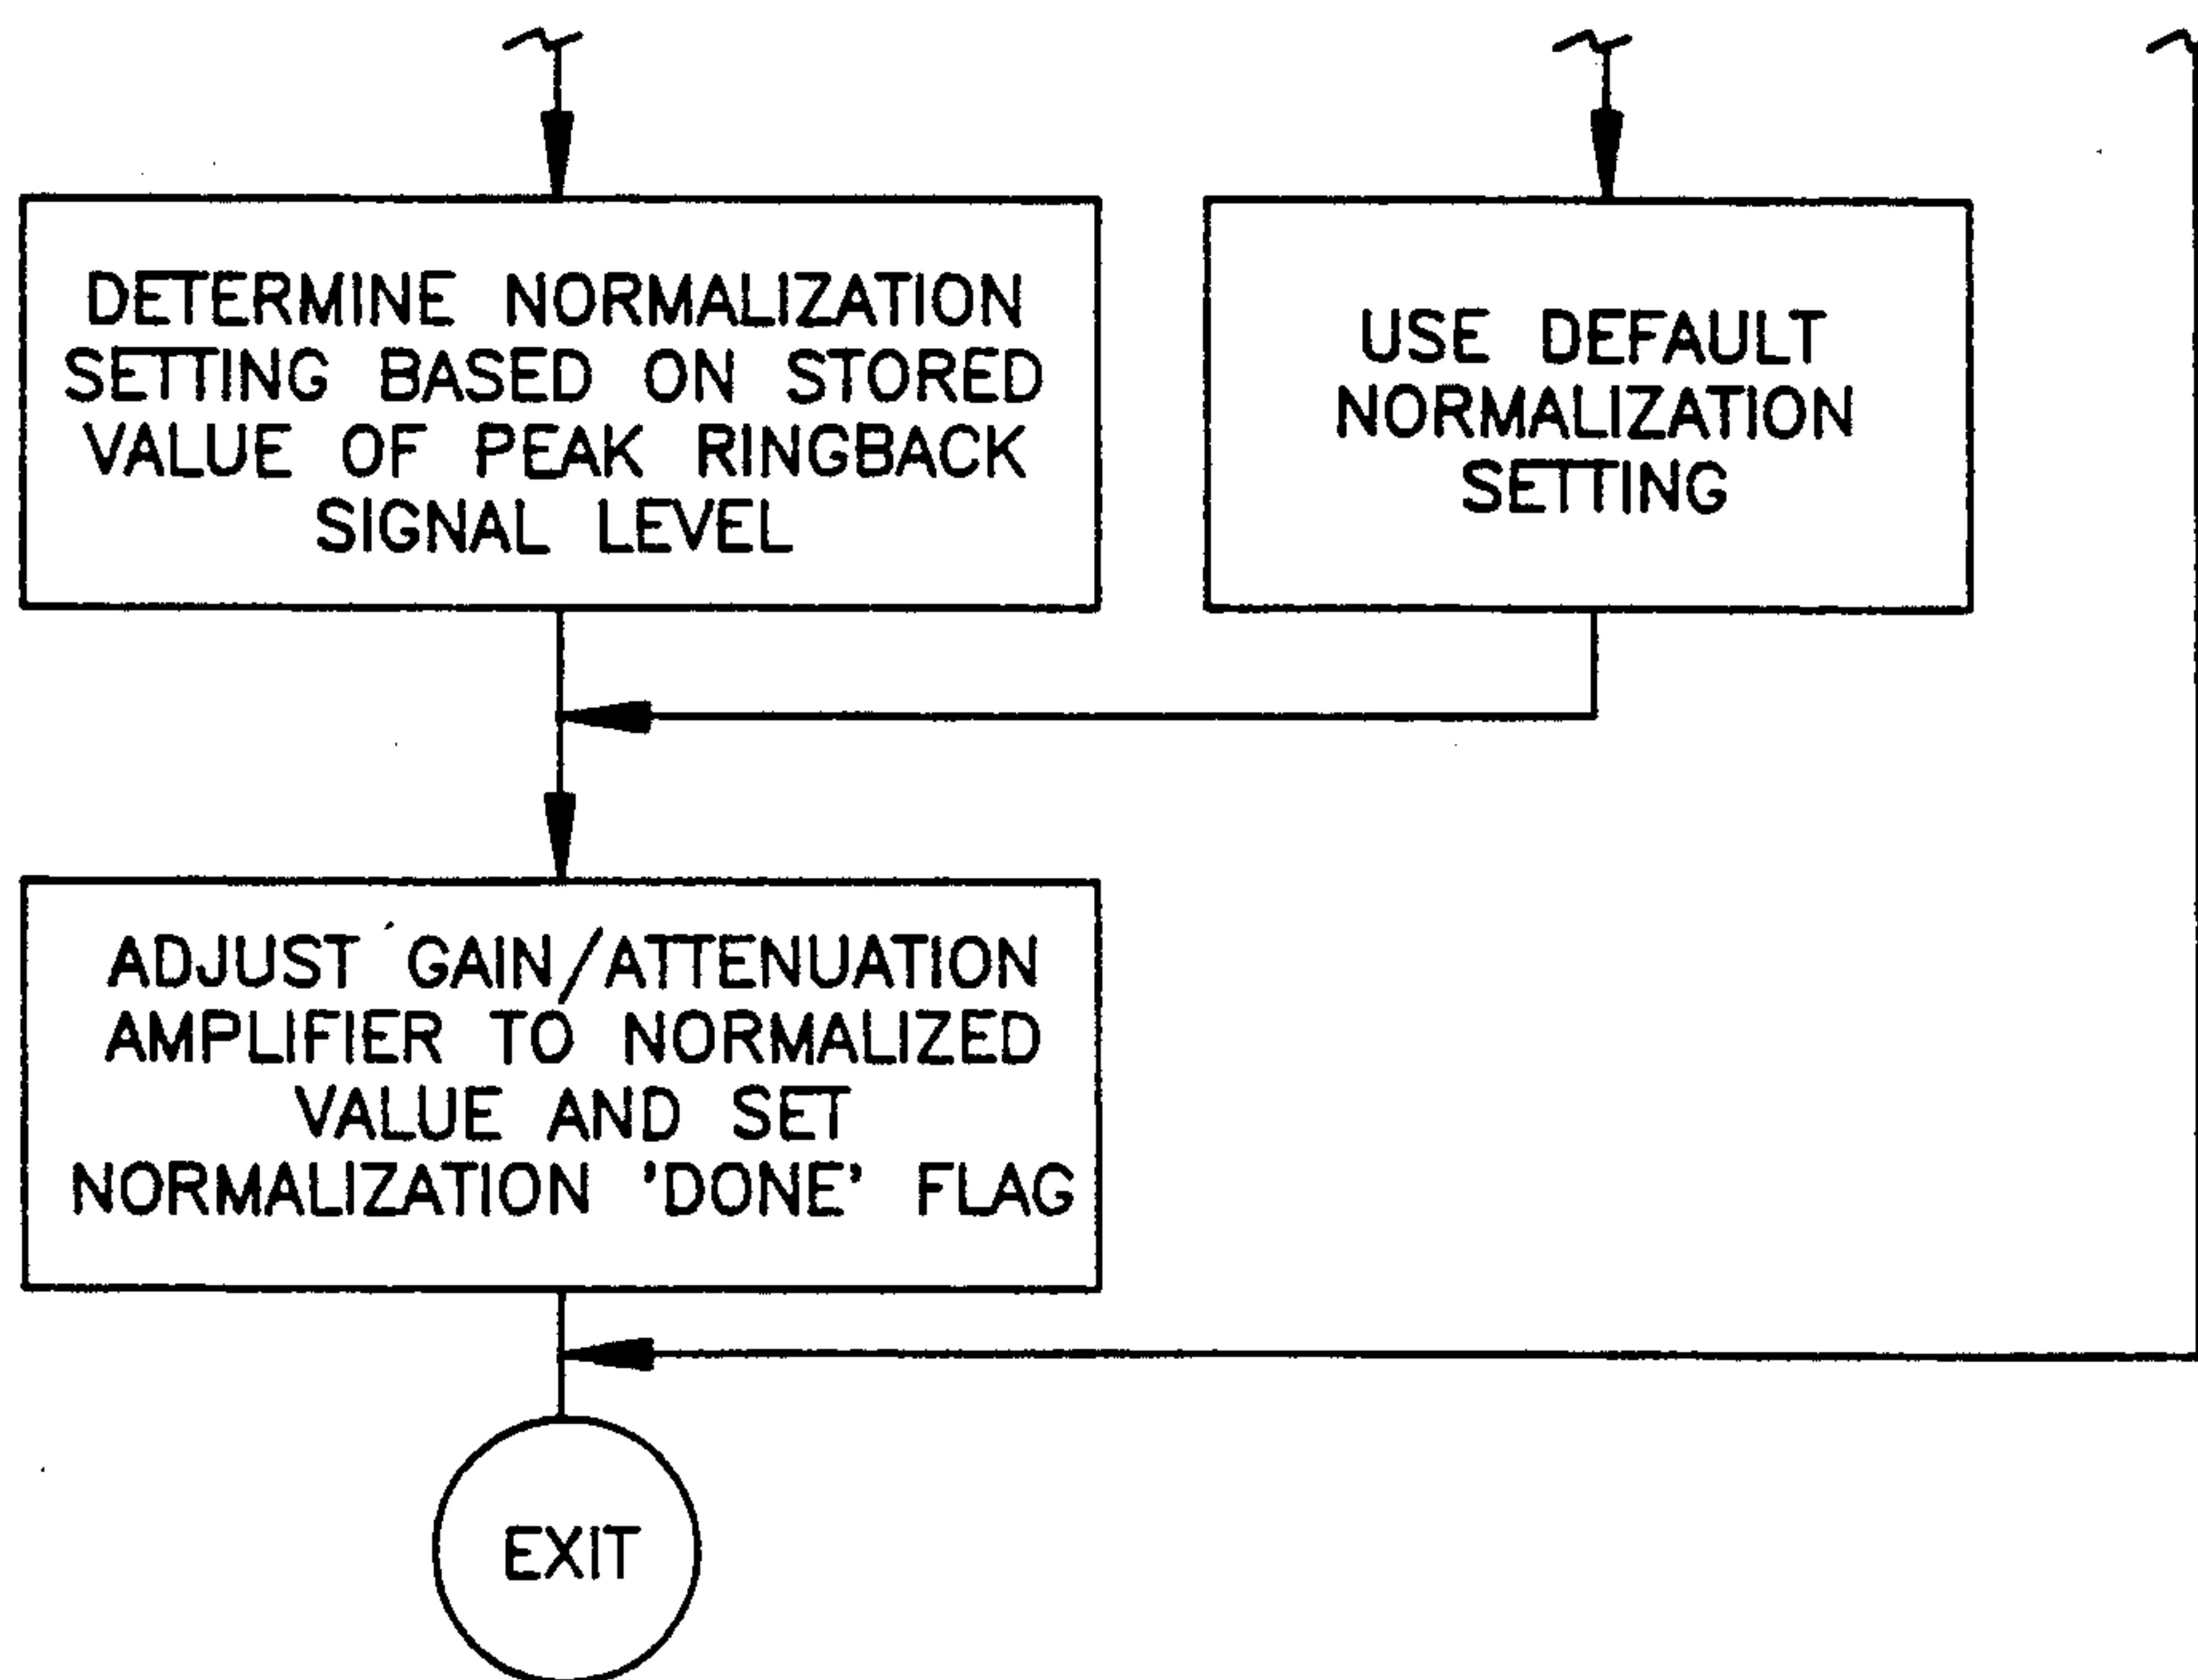 DETERMINE NORMALIZATION
SETTING BASED ON STORED
VALUE OF PEAK RINGBACK
SIGNAL LEVEL
USE DEFAULT
NORMALIZATION
SETTING
ADJUST GAIN/ATTENUATION
AMPLIFIER TO NORMALIZED
VALUE AND SET
NORMALIZATION 'DONE' FLAG
EXIT